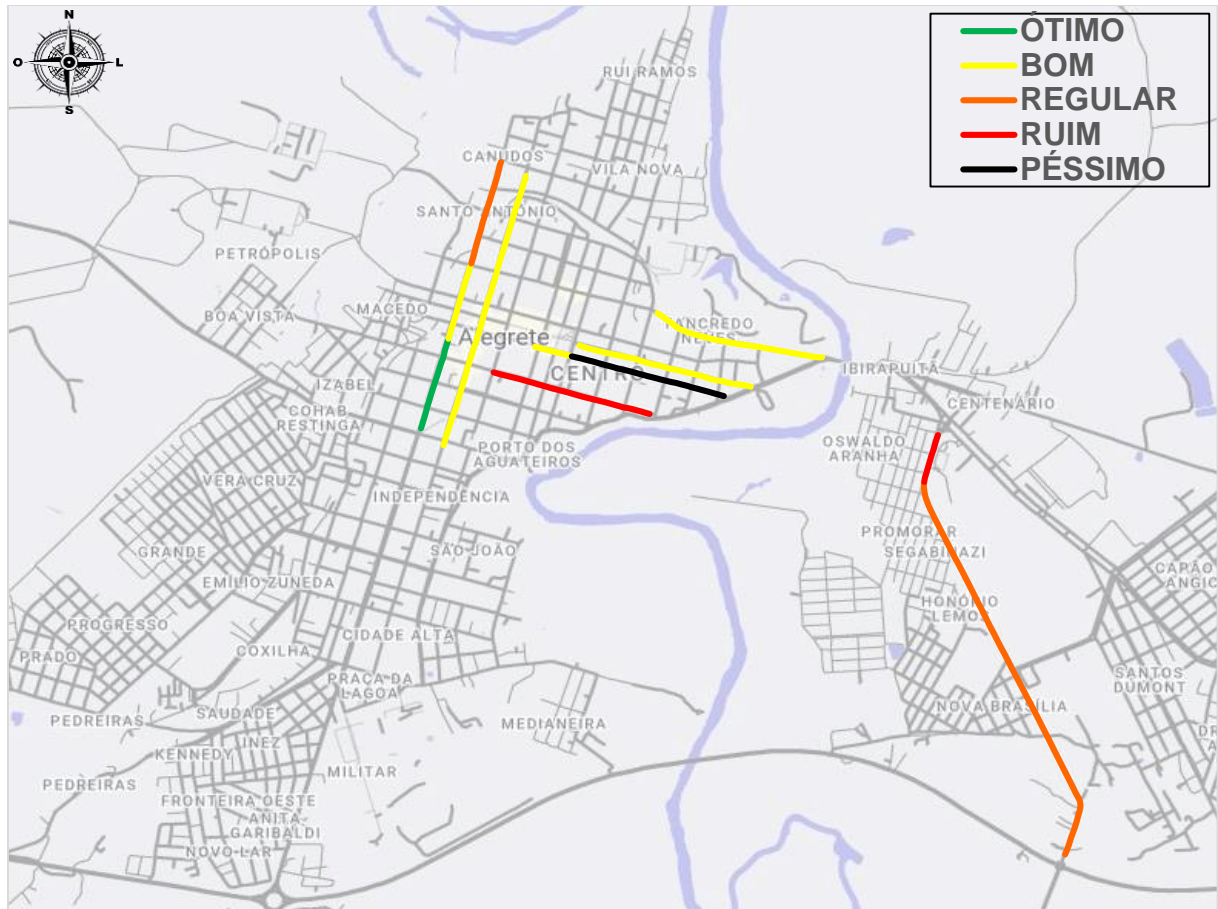 N
O
L
S
ÓTIMO
BOM
REGULAR
RUIM
PÉSSIMO
RUI RAMOS
CANUDOS
VILA NOVA
SANTO ANTÔNIO
PETRÓPOLIS
MACEDO
BOA VISTA
TANCREDO
NEVES
Alegrete
CENTRO
IBIRAPUITÃ
IZABEL
CENTENÁRIO
COHAB
RESTINGA
OSWALDO
ARANHA
PORTO DOS
AGUATEIROS
VERA CRUZ
INDEPENDÊNCIA
PROMORAR
SEGABINAZI
GRANDE
SÃO JOÃO
CAPÃO
ANGIC
EMILIO ZUNEDA
HONÓRIO
LEMOS
PROGRESSO
CIDADE ALTA
PRADO
COXILHA
PRAÇA DA
LAGOA
SANTOS
DUMONT
SAUDADE
NOVA BRASÍLIA
PEDREIRAS
MEDIANEIRA
DR
A
KENNEDY
INEZ
MILITAR
PEDREIRAS
FRONTEIRA OESTE
ANITA
GARIBALDI
NOVO LAR